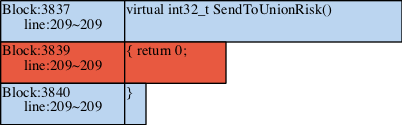 Block:3837 virtual int32_t SendToUnionRisk()
line:209~209
Block:3839 { return 0;
line:209~209
Block:3840 }
line:209~209